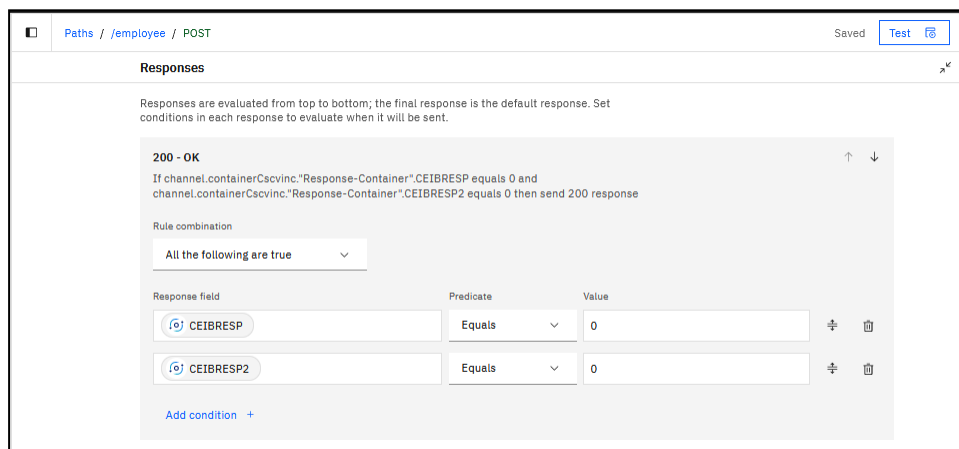 Paths / /employee / POST
Saved
Test
Responses
Responses are evaluated from top to bottom; the final response is the default response. Set
conditions in each response to evaluate when it will be sent.
200 - OK
If channel.containerCscvinc."Response-Container".CEIBRESP equals 0 and
channel.containerCscvinc."Response-Container".CEIBRESP2 equals 0 then send 200 response
Rule combination
All the following are true
Response field Predicate Value
CEIBRESP Equals 0
CEIBRESP2 Equals 0
Add condition +